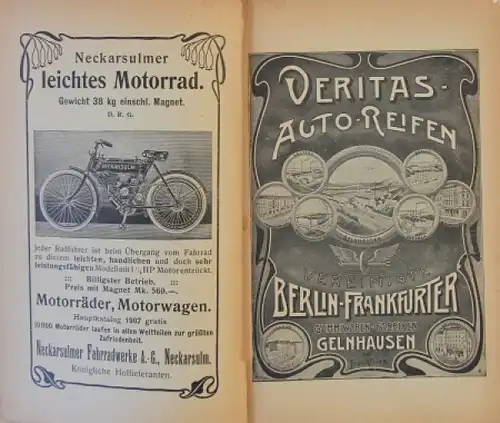 Neckarsulmer
leichtes Motorrad.
Gewicht 38 kg einschl. Magnet.
D. R. G.
NECKARSULM
Jeder Radfahrer ist beim Übergang vom Fahrrad
zu diesem leichten, handlichen und doch sehr
leistungsfähigen Modell mit 1¼ HP Motor entzückt.
Billigster Betrieb.
Preis mit Magnet Mk. 560.—.
Motorräder, Motorwagen.
Hauptkatalog 1907 gratis
10000 Motorräder laufen in allen Weltteilen zur größten
Zufriedenheit.
Neckarsulmer Fahrradwerke A.-G., Neckarsulm.
Königliche Hoflieferanten.
VERITAS-
AUTO-REIFEN
GELNHAUSEN
VEREINIGTE
BERLIN-FRANKFURTER
GUMMIWAREN-FABRIKEN
GELNHAUSEN